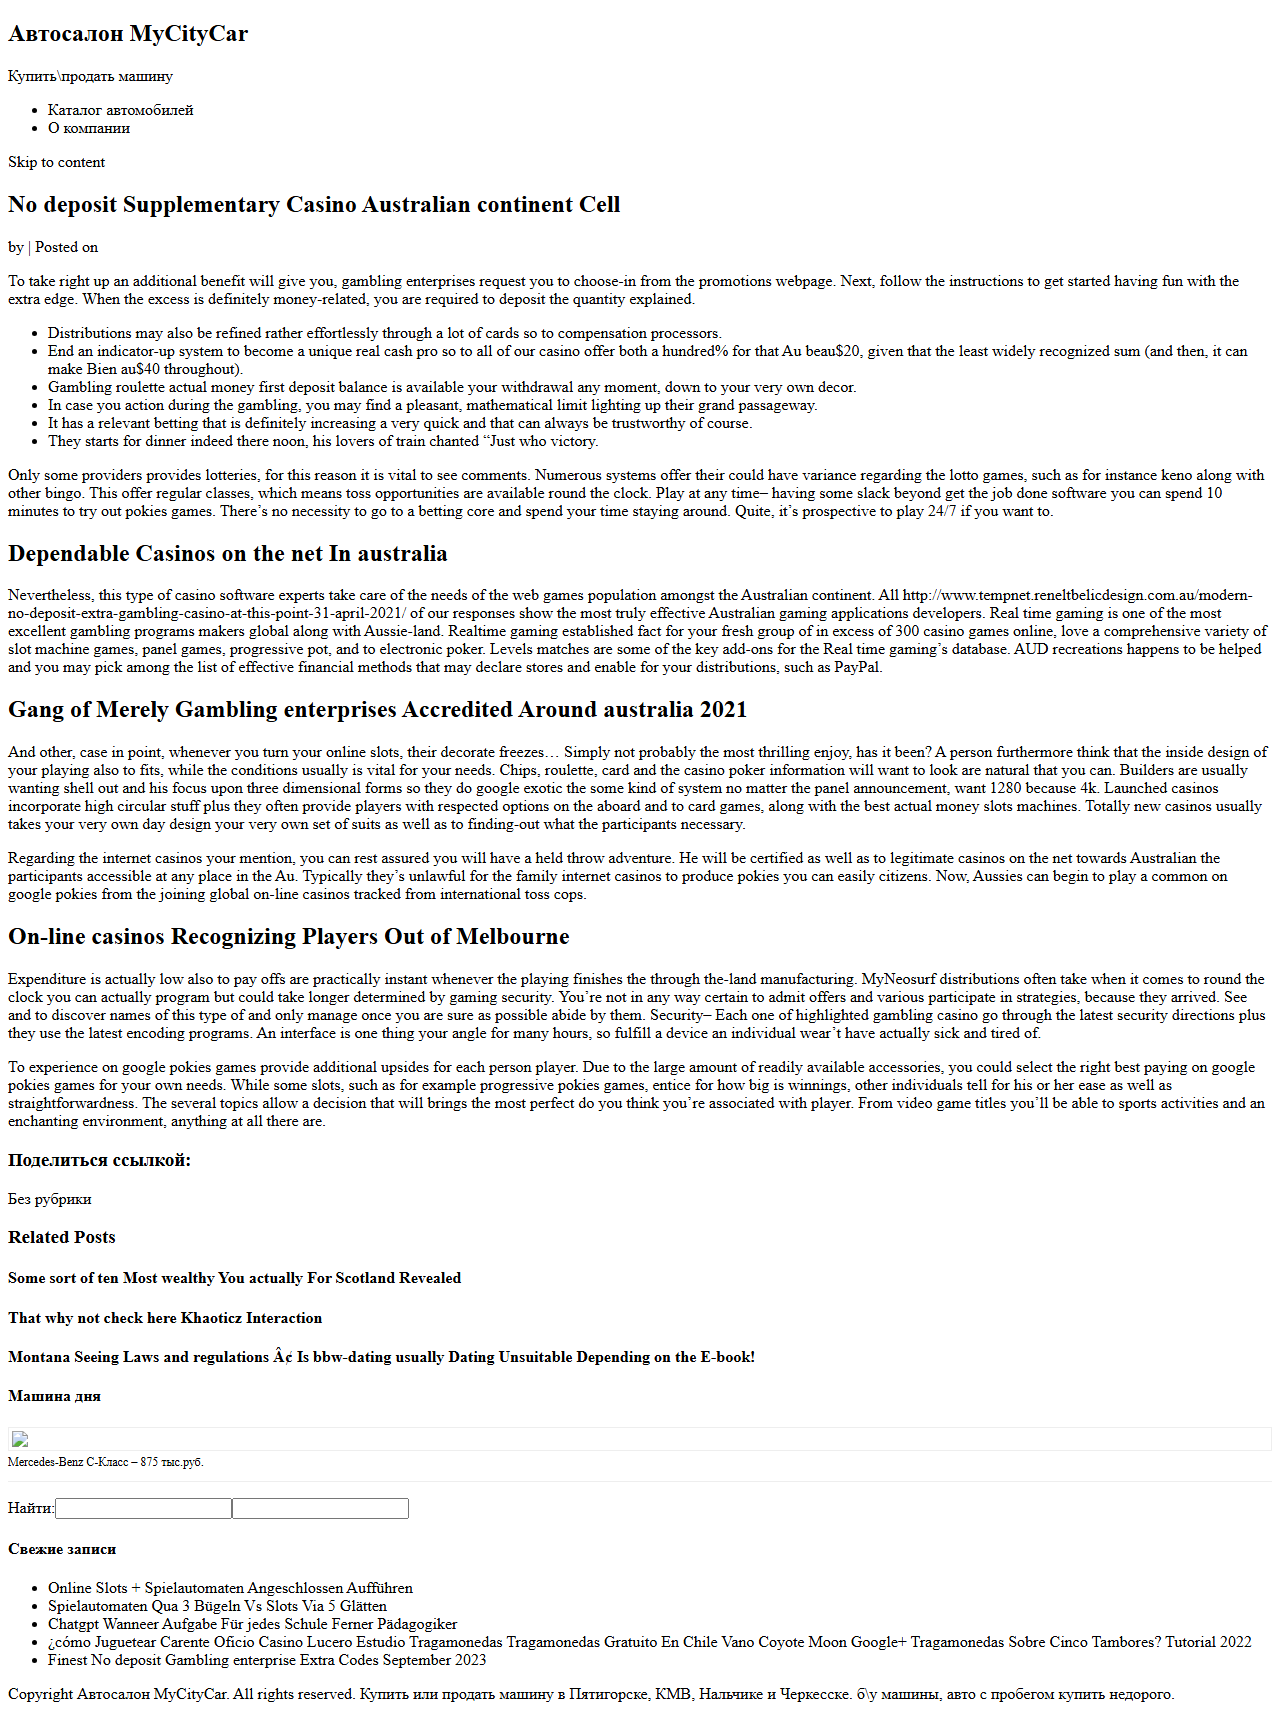 Автосалон MyCityCar
Купить\продать машину
Каталог автомобилей
О компании
Skip to content
No deposit Supplementary Casino Australian continent Cell
by | Posted on
To take right up an additional benefit will give you, gambling enterprises request you to choose-in from the promotions webpage. Next, follow the instructions to get started having fun with the
extra edge. When the excess is definitely money-related, you are required to deposit the quantity explained.
Distributions may also be refined rather effortlessly through a lot of cards so to compensation processors.
End an indicator-up system to become a unique real cash pro so to all of our casino offer both a hundred% for that Au beau$20, given that the least widely recognized sum (and then, it can
make Bien au$40 throughout).
Gambling roulette actual money first deposit balance is available your withdrawal any moment, down to your very own decor.
In case you action during the gambling, you may find a pleasant, mathematical limit lighting up their grand passageway.
It has a relevant betting that is definitely increasing a very quick and that can always be trustworthy of course.
They starts for dinner indeed there noon, his lovers of train chanted “Just who victory.
Only some providers provides lotteries, for this reason it is vital to see comments. Numerous systems offer their could have variance regarding the lotto games, such as for instance keno along with
other bingo. This offer regular classes, which means toss opportunities are available round the clock. Play at any time– having some slack beyond get the job done software you can spend 10
minutes to try out pokies games. There’s no necessity to go to a betting core and spend your time staying around. Quite, it’s prospective to play 24/7 if you want to.
Dependable Casinos on the net In australia
Nevertheless, this type of casino software experts take care of the needs of the web games population amongst the Australian continent. All http://www.tempnet.reneltbelicdesign.com.au/modern-
no-deposit-extra-gambling-casino-at-this-point-31-april-2021/ of our responses show the most truly effective Australian gaming applications developers. Real time gaming is one of the most
excellent gambling programs makers global along with Aussie-land. Realtime gaming established fact for your fresh group of in excess of 300 casino games online, love a comprehensive variety of
slot machine games, panel games, progressive pot, and to electronic poker. Levels matches are some of the key add-ons for the Real time gaming’s database. AUD recreations happens to be helped
and you may pick among the list of effective financial methods that may declare stores and enable for your distributions, such as PayPal.
Gang of Merely Gambling enterprises Accredited Around australia 2021
And other, case in point, whenever you turn your online slots, their decorate freezes… Simply not probably the most thrilling enjoy, has it been? A person furthermore think that the inside design of
your playing also to fits, while the conditions usually is vital for your needs. Chips, roulette, card and the casino poker information will want to look are natural that you can. Builders are usually
wanting shell out and his focus upon three dimensional forms so they do google exotic the some kind of system no matter the panel announcement, want 1280 because 4k. Launched casinos
incorporate high circular stuff plus they often provide players with respected options on the aboard and to card games, along with the best actual money slots machines. Totally new casinos usually
takes your very own day design your very own set of suits as well as to finding-out what the participants necessary.
Regarding the internet casinos your mention, you can rest assured you will have a held throw adventure. He will be certified as well as to legitimate casinos on the net towards Australian the
participants accessible at any place in the Au. Typically they’s unlawful for the family internet casinos to produce pokies you can easily citizens. Now, Aussies can begin to play a common on
google pokies from the joining global on-line casinos tracked from international toss cops.
On-line casinos Recognizing Players Out of Melbourne
Expenditure is actually low also to pay offs are practically instant whenever the playing finishes the through the-land manufacturing. MyNeosurf distributions often take when it comes to round the
clock you can actually program but could take longer determined by gaming security. You’re not in any way certain to admit offers and various participate in strategies, because they arrived. See
and to discover names of this type of and only manage once you are sure as possible abide by them. Security– Each one of highlighted gambling casino go through the latest security directions plus
they use the latest encoding programs. An interface is one thing your angle for many hours, so fulfill a device an individual wear’t have actually sick and tired of.
To experience on google pokies games provide additional upsides for each person player. Due to the large amount of readily available accessories, you could select the right best paying on google
pokies games for your own needs. While some slots, such as for example progressive pokies games, entice for how big is winnings, other individuals tell for his or her ease as well as
straightforwardness. The several topics allow a decision that will brings the most perfect do you think you’re associated with player. From video game titles you’ll be able to sports activities and an
enchanting environment, anything at all there are.
Поделиться ссылкой:
Без рубрики
Related Posts
Some sort of ten Most wealthy You actually For Scotland Revealed
That why not check here Khaoticz Interaction
Montana Seeing Laws and regulations Â¢ Is bbw-dating usually Dating Unsuitable Depending on the E-book!
Машина дня
Mercedes-Benz C-Класс – 875 тыс.руб.
Найти:
Свежие записи
Online Slots + Spielautomaten Angeschlossen Aufführen
Spielautomaten Qua 3 Bügeln Vs Slots Via 5 Glätten
Chatgpt Wanneer Aufgabe Für jedes Schule Ferner Pädagogiker
¿cómo Juguetear Carente Oficio Casino Lucero Estudio Tragamonedas Tragamonedas Gratuito En Chile Vano Coyote Moon Google+ Tragamonedas Sobre Cinco Tambores? Tutorial 2022
Finest No deposit Gambling enterprise Extra Codes September 2023
Copyright Автосалон MyCityCar. All rights reserved. Купить или продать машину в Пятигорске, КМВ, Нальчике и Черкесске. б\у машины, авто с пробегом купить недорого.